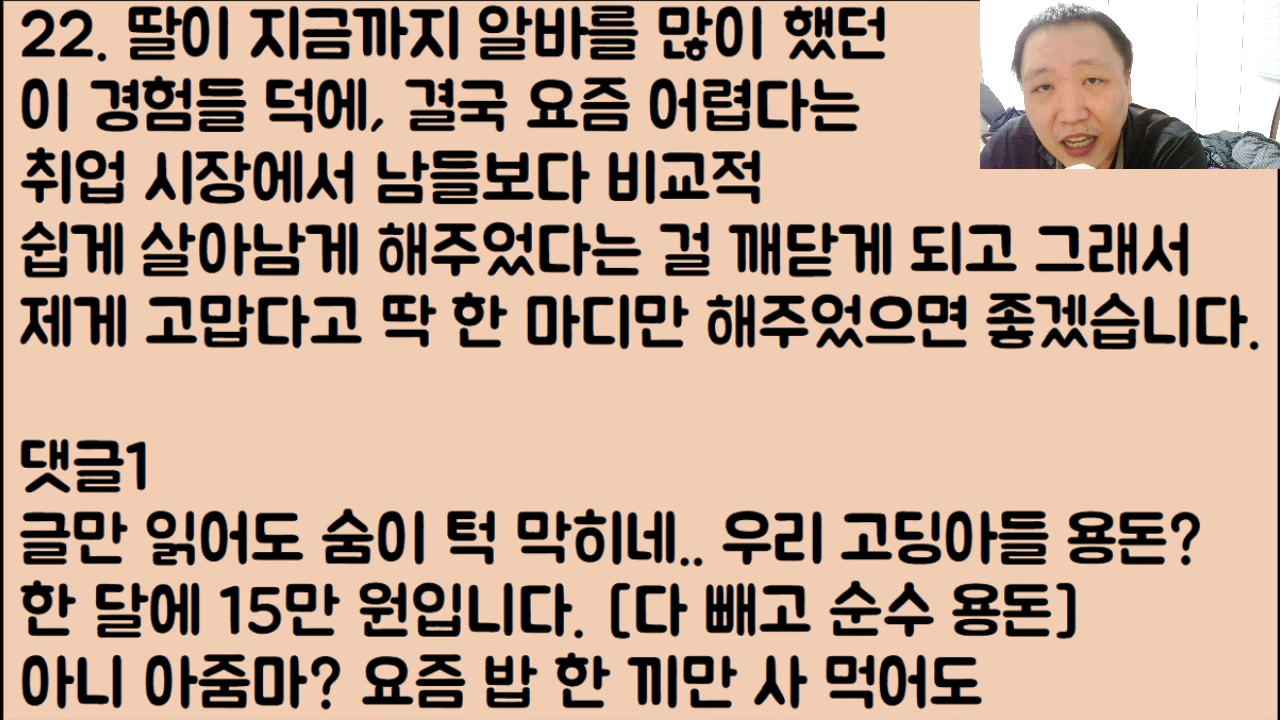 22. 딸이 지금까지 알바를 많이 했던
이 경험들 덕에, 결국 요즘 어렵다는
취업 시장에서 남들보다 비교적
쉽게 살아남게 해주었다는 걸 깨닫게 되고 그래서
제게 고맙다고 딱 한 마디만 해주었으면 좋겠습니다.
댓글1
글만 읽어도 숨이 턱 막히네.. 우리 고딩아들 용돈?
한 달에 15만 원입니다. [다 빼고 순수 용돈]
아니 아줌마? 요즘 밥 한 끼만 사 먹어도